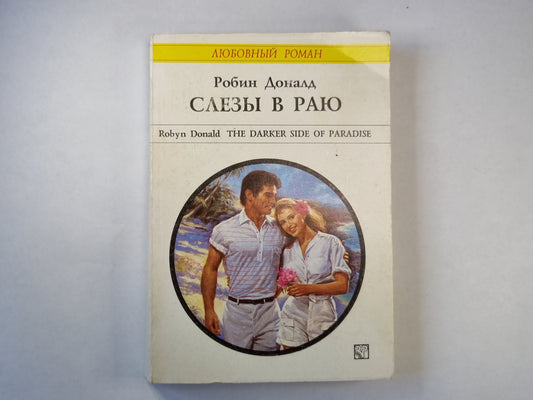 ЛЮБОВНЫЙ РОМАН
Робин Доналд
СЛЕЗЫ В РАЮ
Robyn Donald THE DARKER SIDE OF PARADISE